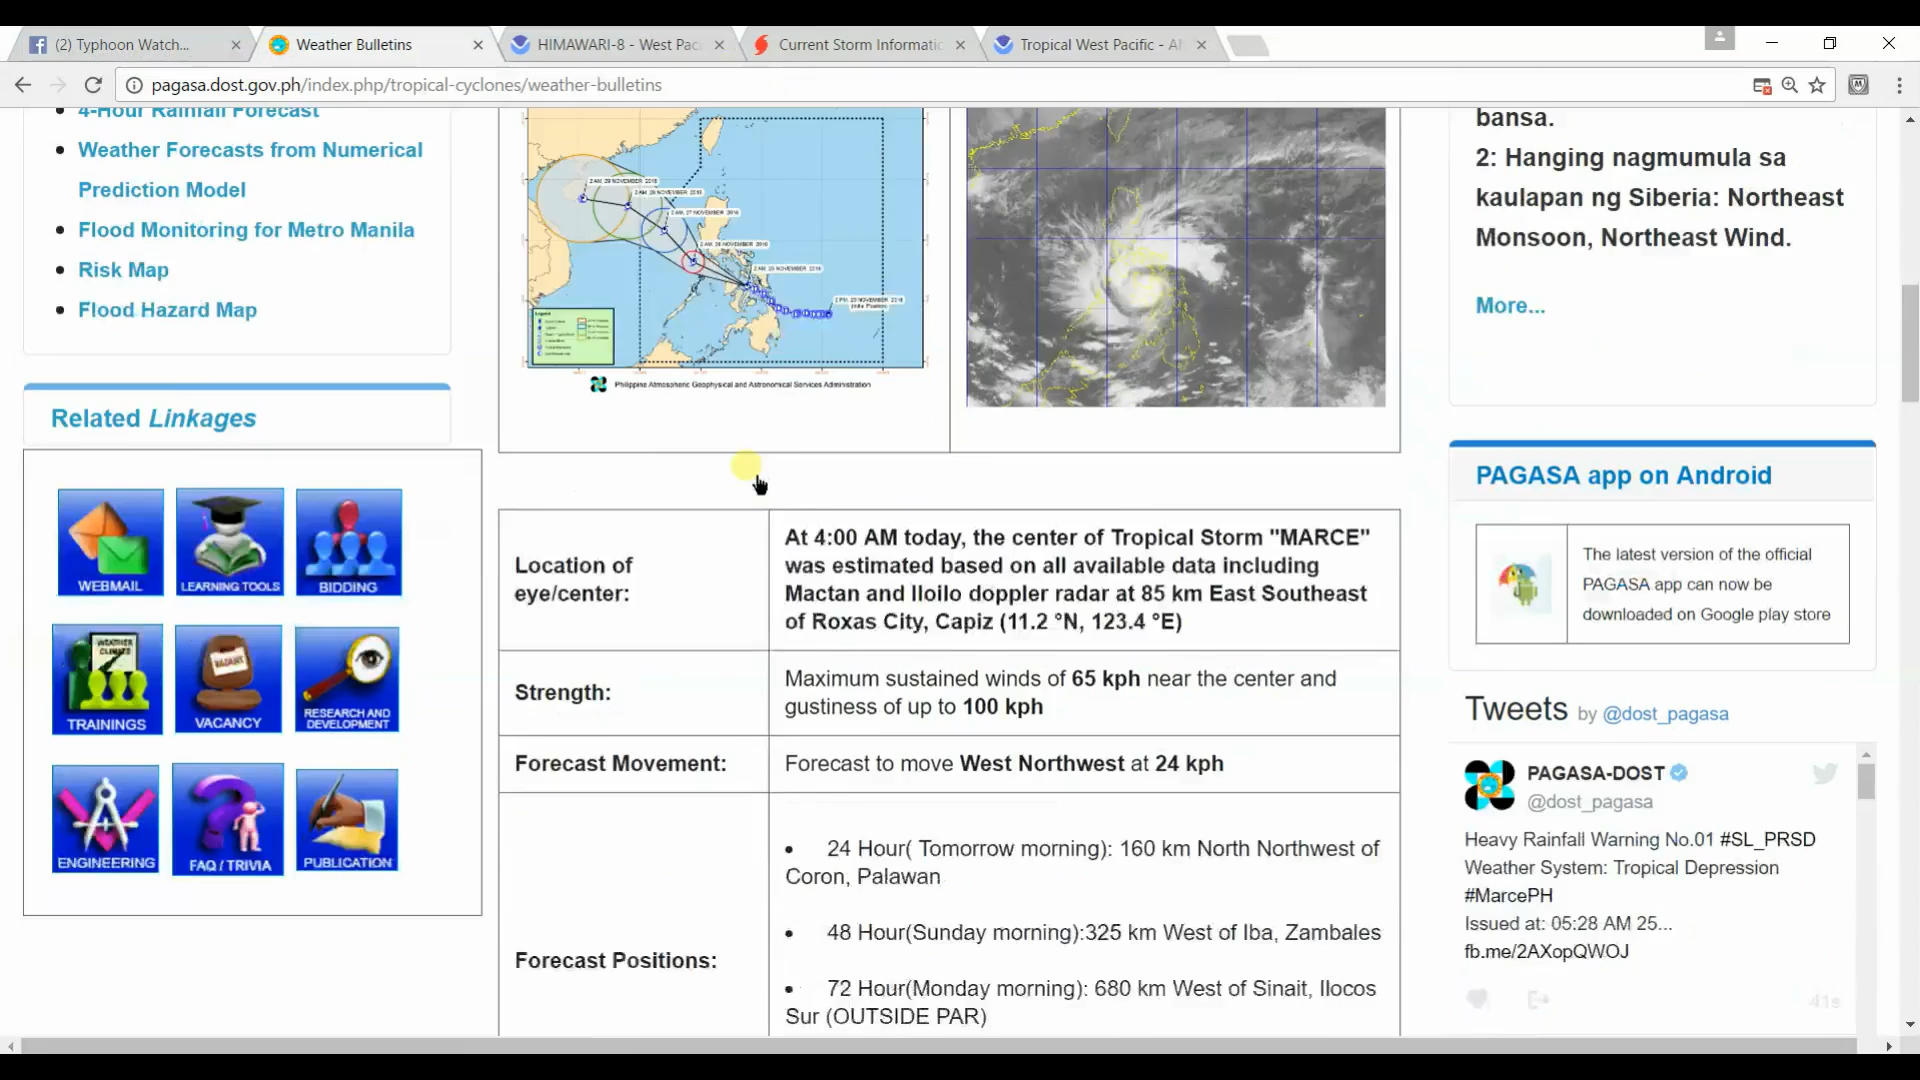 (2) Typhoon Watch...
Weather Bulletins
HIMAWARI-8 - West Pac
Current Storm Informatic
Tropical West Pacific - AI
pagasa.dost.gov.ph/index.php/tropical-cyclones/weather-bulletins
4-Hour Rainfall Forecast
Weather Forecasts from Numerical
Prediction Model
Flood Monitoring for Metro Manila
Risk Map
Flood Hazard Map
Related Linkages
WEBMAIL
LEARNING TOOLS
BIDDING
WEATHER
CLIMATE
TRAININGS
VACANT
VACANCY
RESEARCH AND
DEVELOPMENT
ENGINEERING
FAQ / TRIVIA
PUBLICATION
Philippine Atmospheric Geophysical and Astronomical Services Administration
Location of
eye/center:
At 4:00 AM today, the center of Tropical Storm "MARCE"
was estimated based on all available data including
Mactan and Iloilo doppler radar at 85 km East Southeast
of Roxas City, Capiz (11.2 °N, 123.4 °E)
Strength:
Maximum sustained winds of 65 kph near the center and
gustiness of up to 100 kph
Forecast Movement:
Forecast to move West Northwest at 24 kph
Forecast Positions:
• 24 Hour( Tomorrow morning): 160 km North Northwest of
Coron, Palawan
• 48 Hour(Sunday morning):325 km West of Iba, Zambales
• 72 Hour(Monday morning): 680 km West of Sinait, Ilocos
Sur (OUTSIDE PAR)
bansa.
2: Hanging nagmumula sa
kaulapan ng Siberia: Northeast
Monsoon, Northeast Wind.
More...
PAGASA app on Android
The latest version of the official
PAGASA app can now be
downloaded on Google play store
Tweets by @dost_pagasa
PAGASA-DOST
@dost_pagasa
Heavy Rainfall Warning No.01 #SL_PRSD
Weather System: Tropical Depression
#MarcePH
Issued at: 05:28 AM 25...
fb.me/2AXopQWOJ
41s